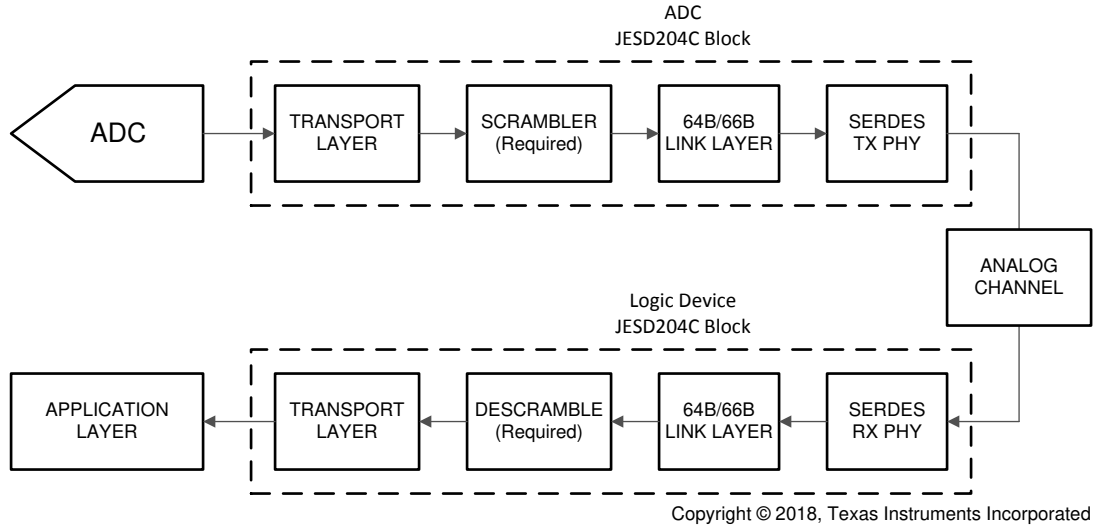 ADC
JESD204C Block
ADC
TRANSPORT
LAYER
SCRAMBLER
(Required)
64B/66B
LINK LAYER
SERDES
TX PHY
ANALOG
CHANNEL
Logic Device
JESD204C Block
APPLICATION
LAYER
TRANSPORT
LAYER
DESCRAMBLE
(Required)
64B/66B
LINK LAYER
SERDES
RX PHY
Copyright © 2018, Texas Instruments Incorporated